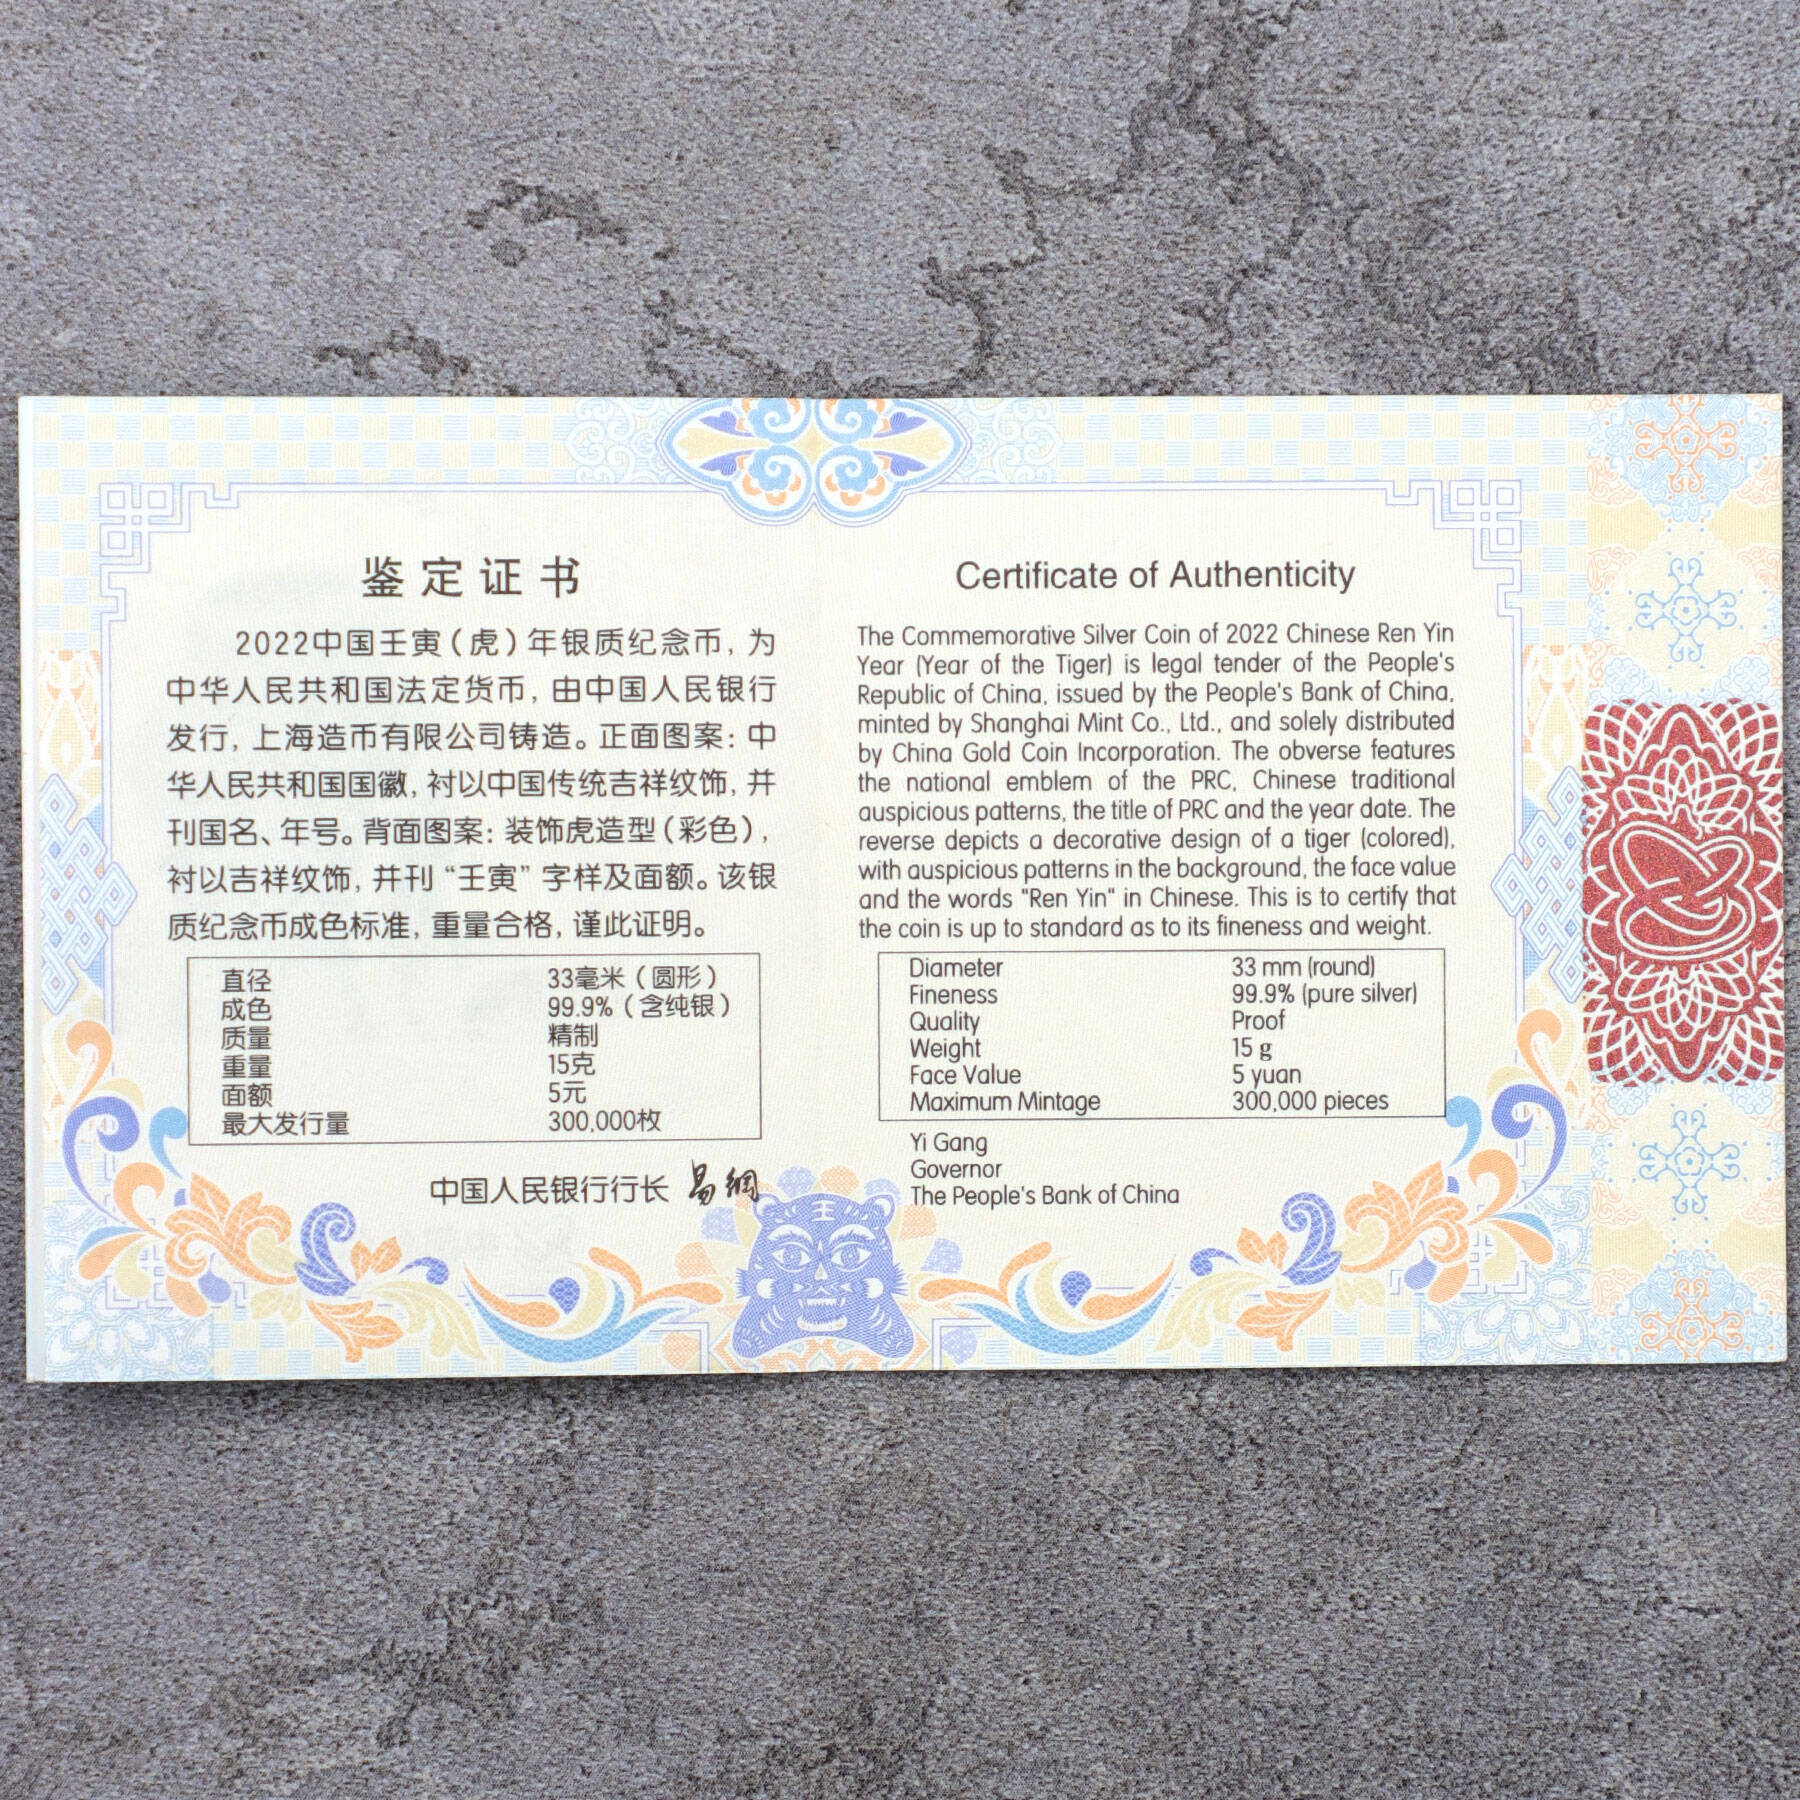 鉴定证书
2022中国壬寅（虎）年银质纪念币，为
中华人民共和国法定货币，由中国人民银行
发行，上海造币有限公司铸造。正面图案：中
华人民共和国国徽，衬以中国传统吉祥纹饰，并
刊国名、年号。背面图案：装饰虎造型（彩色），
衬以吉祥纹饰，并刊“壬寅”字样及面额。该银
质纪念币成色标准，重量合格，谨此证明。
直径 33毫米（圆形）
成色 99.9%（含纯银）
质量 精制
重量 15克
面额 5元
最大发行量 300,000枚
中国人民银行行长 易纲
Certificate of Authenticity
The Commemorative Silver Coin of 2022 Chinese Ren Yin
Year (Year of the Tiger) is legal tender of the People's
Republic of China, issued by the People's Bank of China,
minted by Shanghai Mint Co., Ltd., and solely distributed
by China Gold Coin Incorporation. The obverse features
the national emblem of the PRC, Chinese traditional
auspicious patterns, the title of PRC and the year date. The
reverse depicts a decorative design of a tiger (colored),
with auspicious patterns in the background, the face value
and the words "Ren Yin" in Chinese. This is to certify that
the coin is up to standard as to its fineness and weight.
Diameter 33 mm (round)
Fineness 99.9% (pure silver)
Quality Proof
Weight 15 g
Face Value 5 yuan
Maximum Mintage 300,000 pieces
Yi Gang
Governor
The People's Bank of China
王